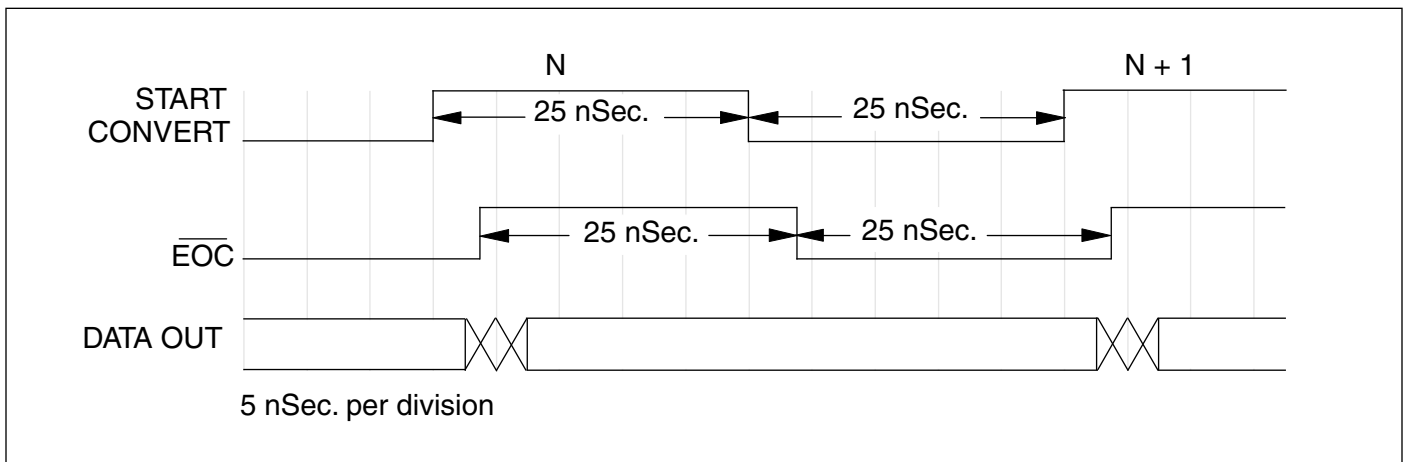 N
N + 1
START
CONVERT
25 nSec.
25 nSec.
EOC
25 nSec.
25 nSec.
DATA OUT
5 nSec. per division